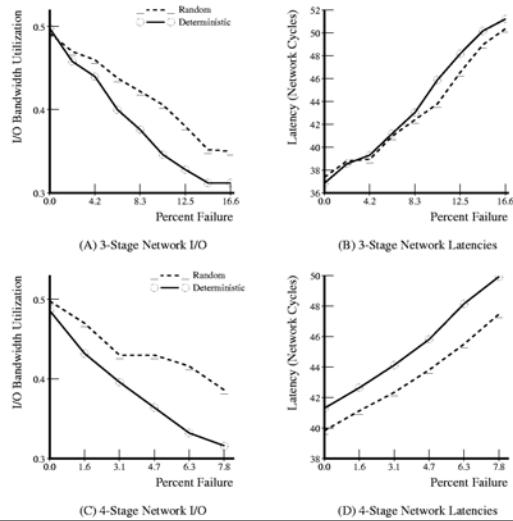 Random
Deterministic
I/O Bandwidth Utilization
0.5
0.4
0.3
0.0 4.2 8.3 12.5 16.6
Percent Failure
(A) 3-Stage Network I/O
Latency (Network Cycles)
52
50
48
46
44
42
40
38
36
0.0 4.2 8.3 12.5 16.6
Percent Failure
(B) 3-Stage Network Latencies
Random
Deterministic
I/O Bandwidth Utilization
0.5
0.4
0.3
0.0 1.6 3.1 4.7 6.3 7.8
Percent Failure
(C) 4-Stage Network I/O
Latency (Network Cycles)
50
48
46
44
42
40
38
0.0 1.6 3.1 4.7 6.3 7.8
Percent Failure
(D) 4-Stage Network Latencies